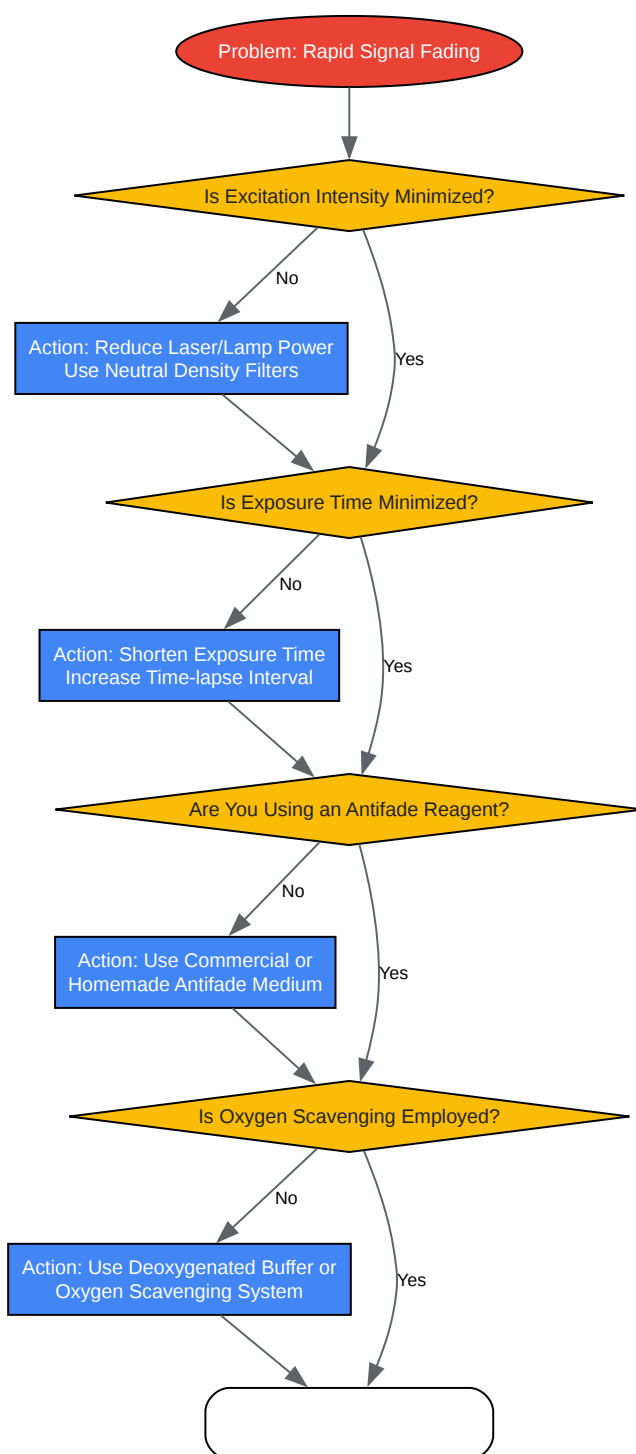 Problem: Rapid Signal Fading
Is Excitation Intensity Minimized?
No
Action: Reduce Laser/Lamp Power
Use Neutral Density Filters
Yes
Is Exposure Time Minimized?
No
Action: Shorten Exposure Time
Increase Time-lapse Interval
Yes
Are You Using an Antifade Reagent?
No
Action: Use Commercial or
Homemade Antifade Medium
Yes
Is Oxygen Scavenging Employed?
No
Action: Use Deoxygenated Buffer or
Oxygen Scavenging System
Yes